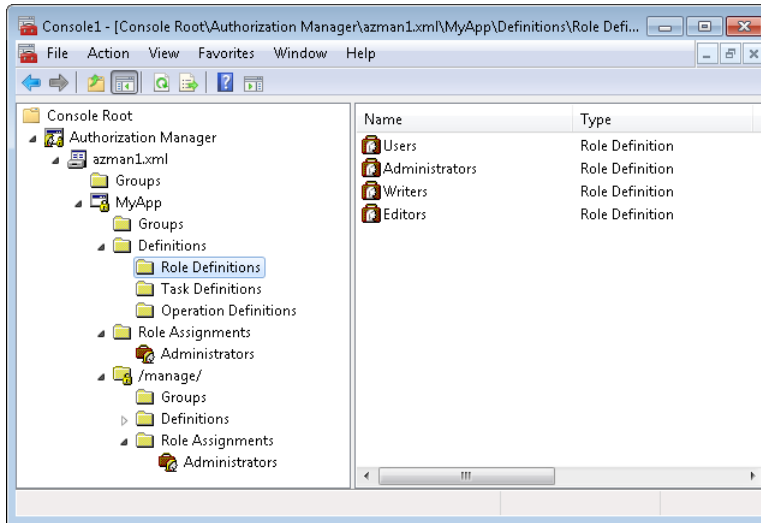 Console1 - [Console Root\Authorization Manager\azman1.xml\MyApp\Definitions\Role Defi...
File Action View Favorites Window Help
Console Root
Authorization Manager
azman1.xml
Groups
MyApp
Groups
Definitions
Role Definitions
Task Definitions
Operation Definitions
Role Assignments
Administrators
/manage/
Groups
Definitions
Role Assignments
Administrators
Name Type
Users Role Definition
Administrators Role Definition
Writers Role Definition
Editors Role Definition